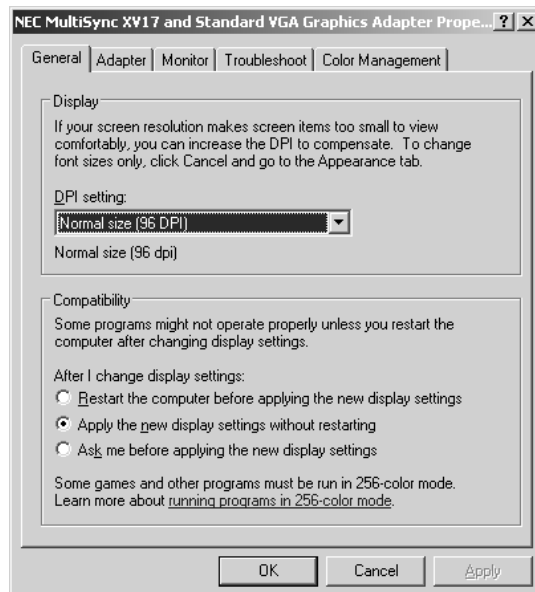 NEC MultiSync XV17 and Standard VGA Graphics Adapter Prope... ? X
General Adapter Monitor Troubleshoot Color Management
Display
If your screen resolution makes screen items too small to view
comfortably, you can increase the DPI to compensate. To change
font sizes only, click Cancel and go to the Appearance tab.
DPI setting:
Normal size (96 DPI)
Normal size (96 dpi)
Compatibility
Some programs might not operate properly unless you restart the
computer after changing display settings.
After I change display settings:
Restart the computer before applying the new display settings
Apply the new display settings without restarting
Ask me before applying the new display settings
Some games and other programs must be run in 256-color mode.
Learn more about running programs in 256-color mode.
OK Cancel Apply